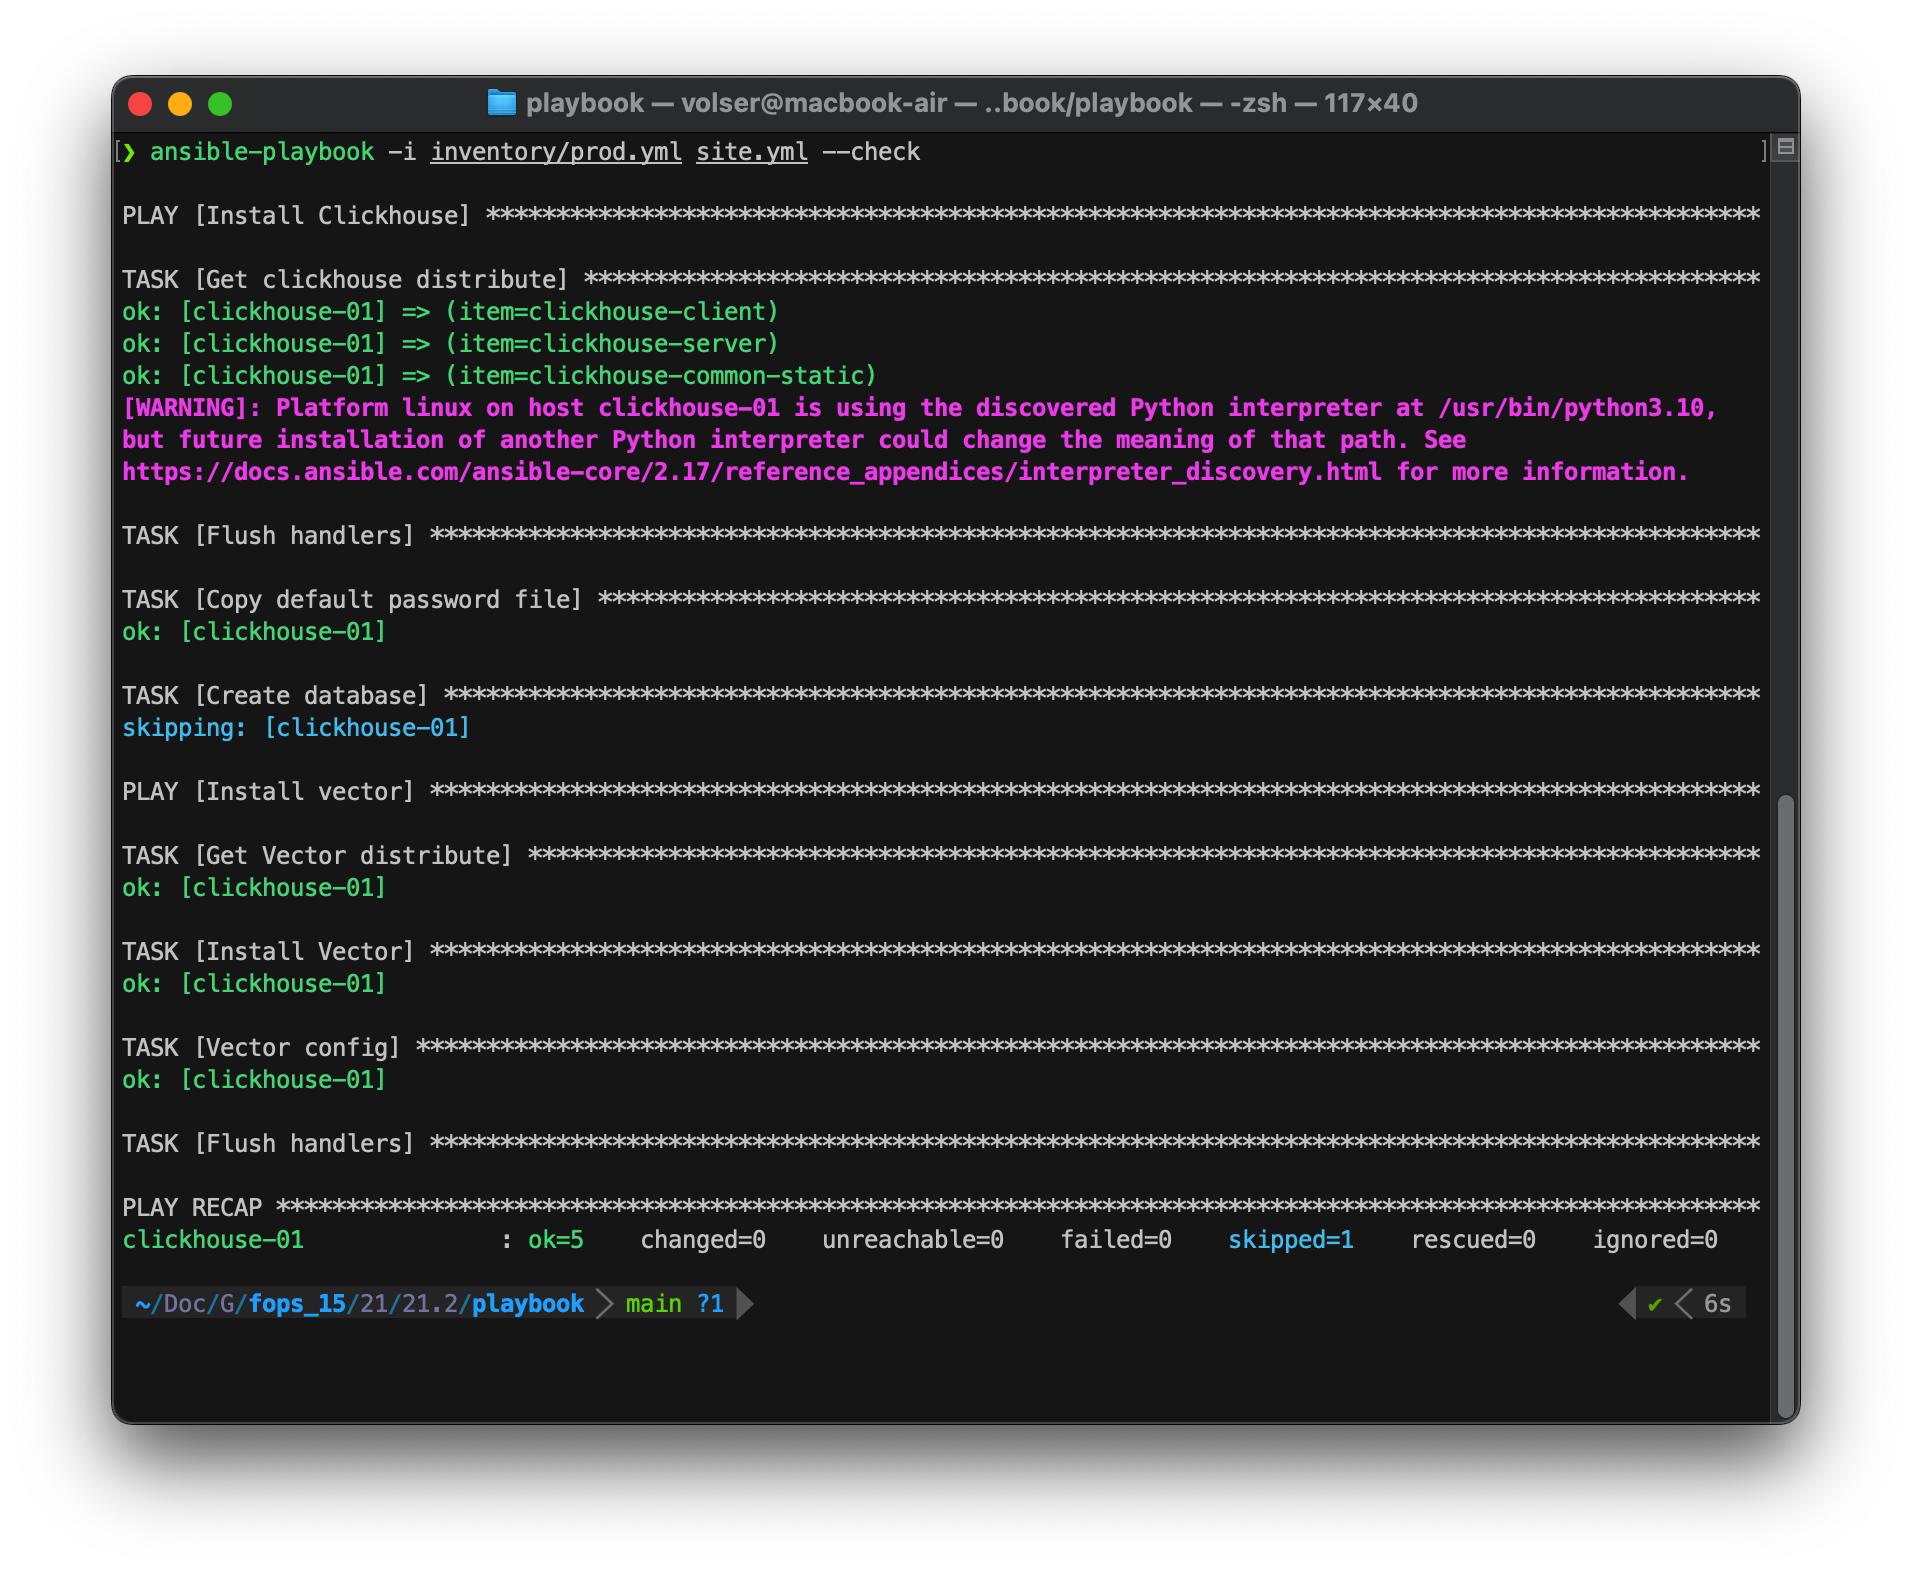 playbook — volser@macbook-air — ..book/playbook — -zsh — 117×40
[❯ ansible-playbook -i inventory/prod.yml site.yml --check ]
PLAY [Install Clickhouse] *******************************************************************************************
TASK [Get clickhouse distribute] ************************************************************************************
ok: [clickhouse-01] => (item=clickhouse-client)
ok: [clickhouse-01] => (item=clickhouse-server)
ok: [clickhouse-01] => (item=clickhouse-common-static)
[WARNING]: Platform linux on host clickhouse-01 is using the discovered Python interpreter at /usr/bin/python3.10,
but future installation of another Python interpreter could change the meaning of that path. See
https://docs.ansible.com/ansible-core/2.17/reference_appendices/interpreter_discovery.html for more information.
TASK [Flush handlers] ***********************************************************************************************
TASK [Copy default password file] ***********************************************************************************
ok: [clickhouse-01]
TASK [Create database] **********************************************************************************************
skipping: [clickhouse-01]
PLAY [Install vector] ***********************************************************************************************
TASK [Get Vector distribute] ****************************************************************************************
ok: [clickhouse-01]
TASK [Install Vector] ***********************************************************************************************
ok: [clickhouse-01]
TASK [Vector config] ************************************************************************************************
ok: [clickhouse-01]
TASK [Flush handlers] ***********************************************************************************************
PLAY RECAP **********************************************************************************************************
clickhouse-01              : ok=5    changed=0    unreachable=0    failed=0    skipped=1    rescued=0    ignored=0
~/Doc/G/fops_15/21/21.2/playbook main ?1 ✔ 6s